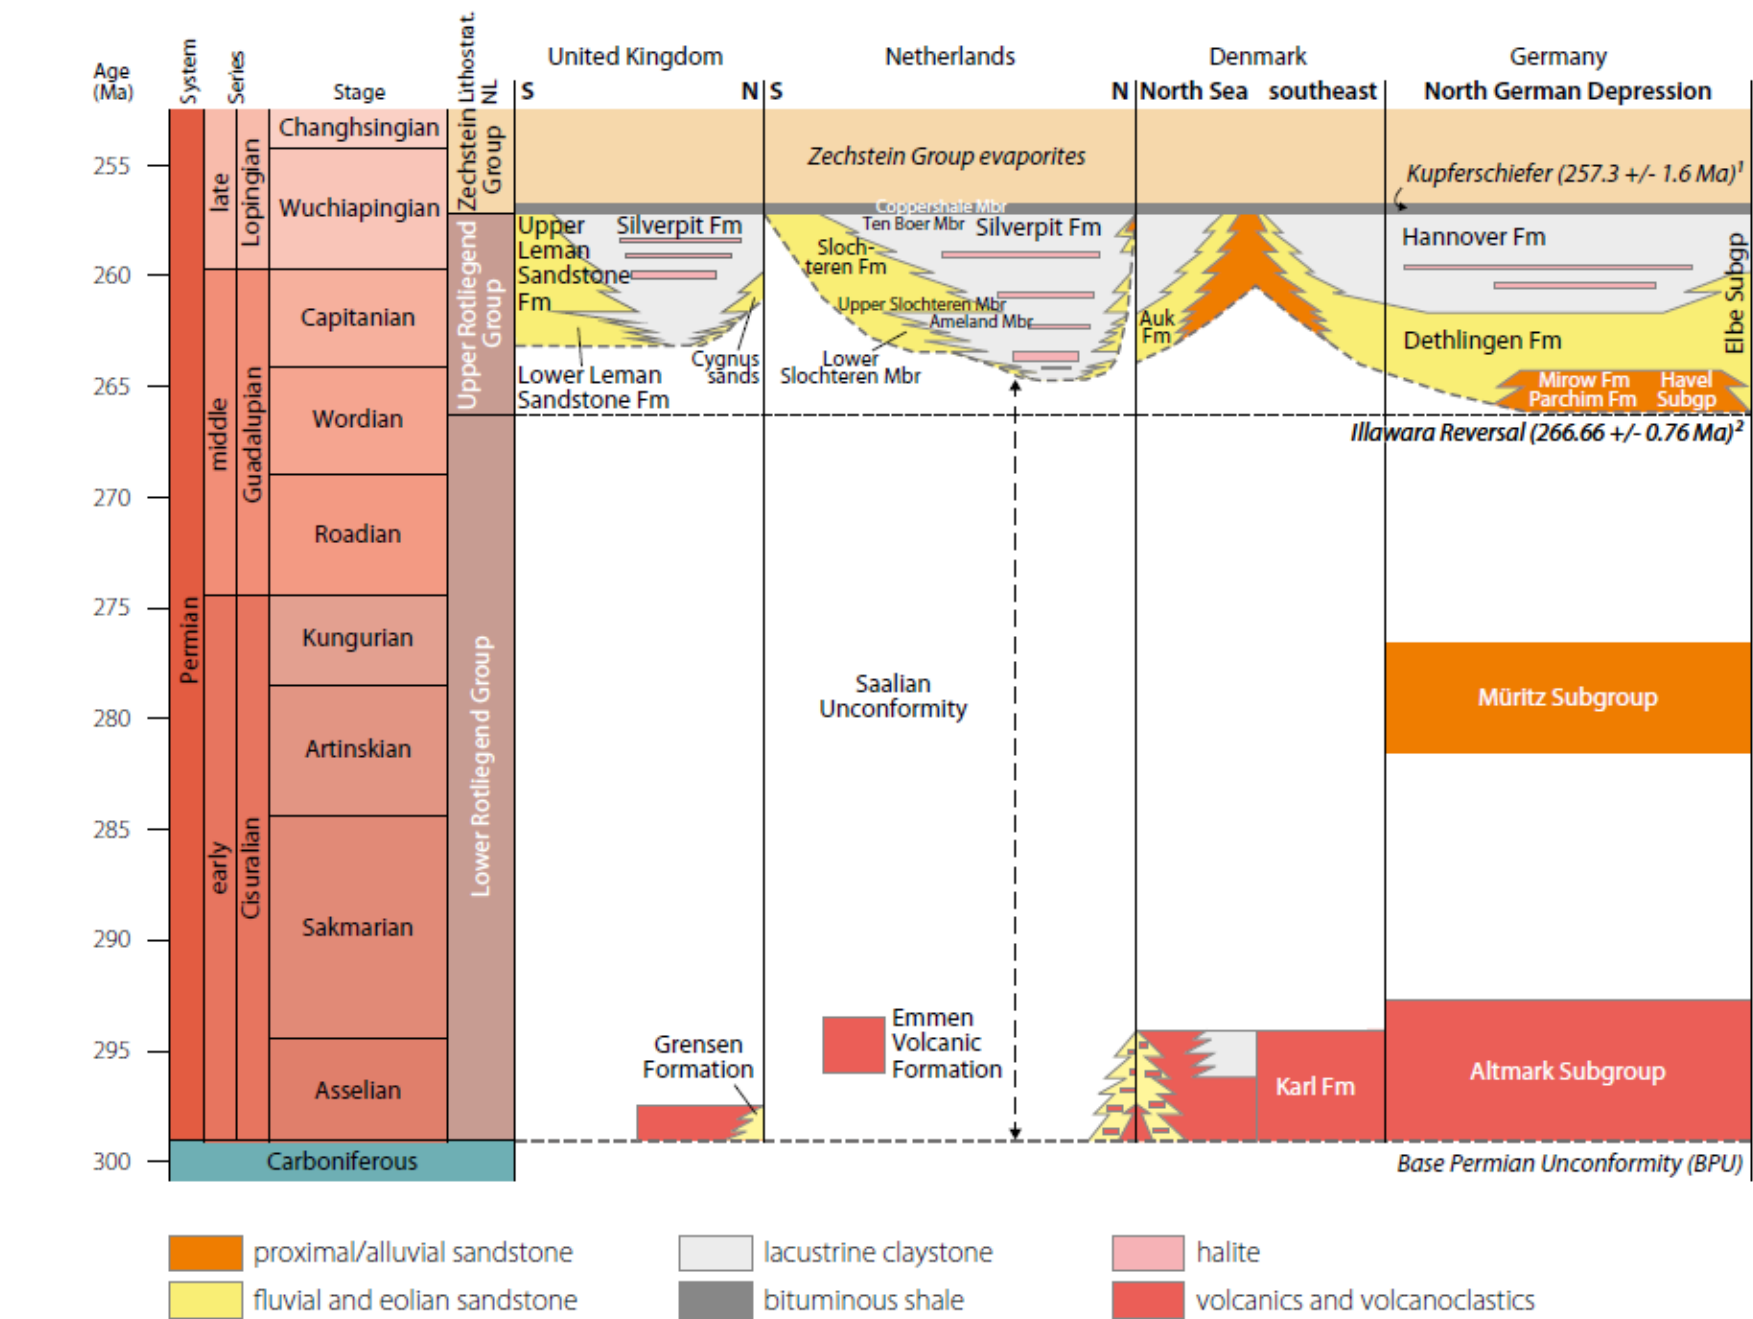 United Kingdom
Netherlands
Denmark
Germany
Age
(Ma)
System
Series
Stage
Lithostrat.
NL
S
N
S
N
North Sea
southeast
North German Depression
255
260
265
270
275
280
285
290
295
300
Permian
late
middle
early
Lopingian
Guadalupian
Cisuralian
Changhsingian
Wuchiapingian
Capitanian
Wordian
Roadian
Kungurian
Artinskian
Sakmarian
Asselian
Carboniferous
Zechstein
Group
Upper Rotliegend
Group
Lower Rotliegend Group
Zechstein Group evaporites
Kupferschiefer (257.3 +/- 1.6 Ma)¹
Coppershale Mbr
Upper
Leman
Sandstone
Fm
Silverpit Fm
Lower Leman
Sandstone Fm
Cygnus
sands
Ten Boer Mbr
Silverpit Fm
Sloch-
teren Fm
Upper Slochteren Mbr
Ameland Mbr
Lower
Slochteren Mbr
Auk
Fm
Hannover Fm
Dethlingen Fm
Elbe Subgp
Mirow Fm
Parchim Fm
Havel
Subgp
Illawara Reversal (266.66 +/- 0.76 Ma)²
Saalian
Unconformity
Müritz Subgroup
Grensen
Formation
Emmen
Volcanic
Formation
Karl Fm
Altmark Subgroup
Base Permian Unconformity (BPU)
proximal/alluvial sandstone
lacustrine claystone
halite
fluvial and eolian sandstone
bituminous shale
volcanics and volcanoclastics